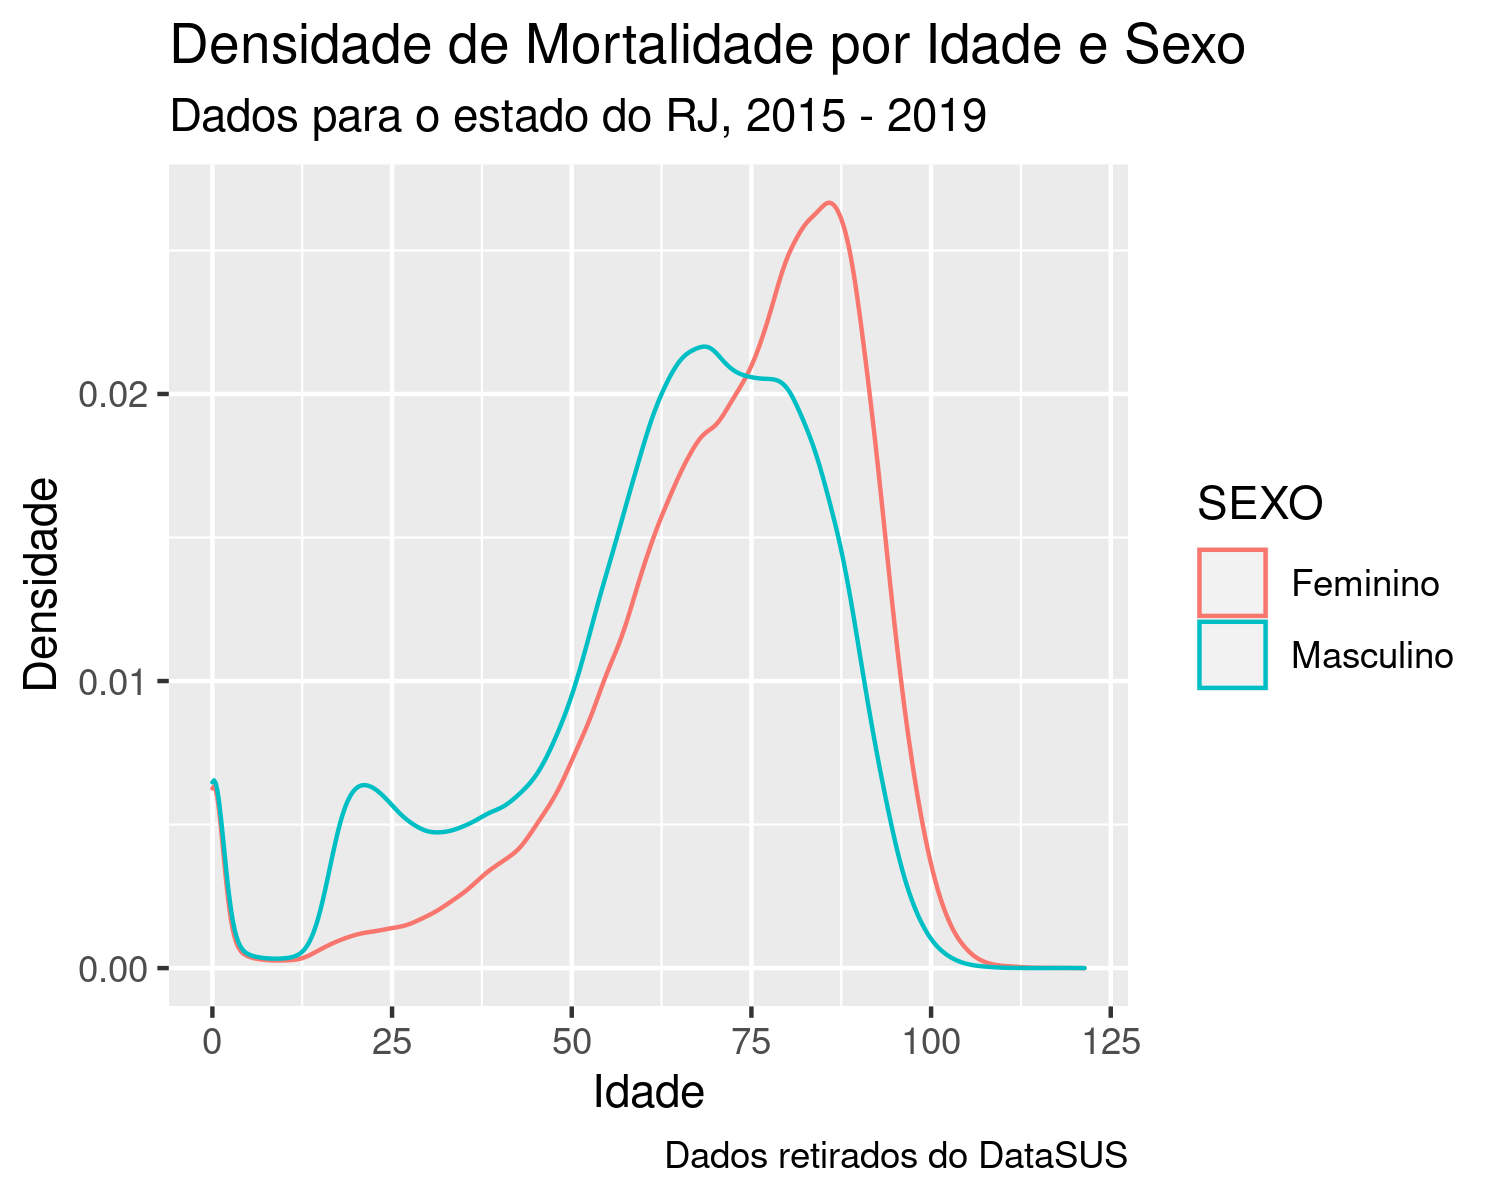 Densidade de Mortalidade por Idade e Sexo
Dados para o estado do RJ, 2015 - 2019
Densidade
0.02
0.01
0.00
0 25 50 75 100 125
Idade
SEXO
Feminino
Masculino
Dados retirados do DataSUS